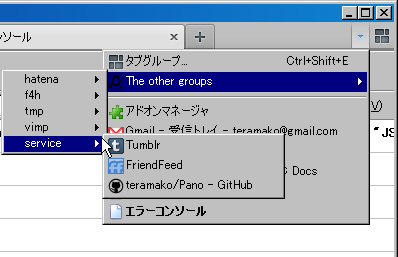 ンソール
タブグループ... Ctrl+Shift+E
The other groups
hatena
f4h
tmp
vimp
service
アドオンマネージャ
(V)
Gmail - 受信トレイ - teramako@gmail.com
"JS
Tumblr
FriendFeed
S Docs
teramako/Pano - GitHub
エラーコンソール